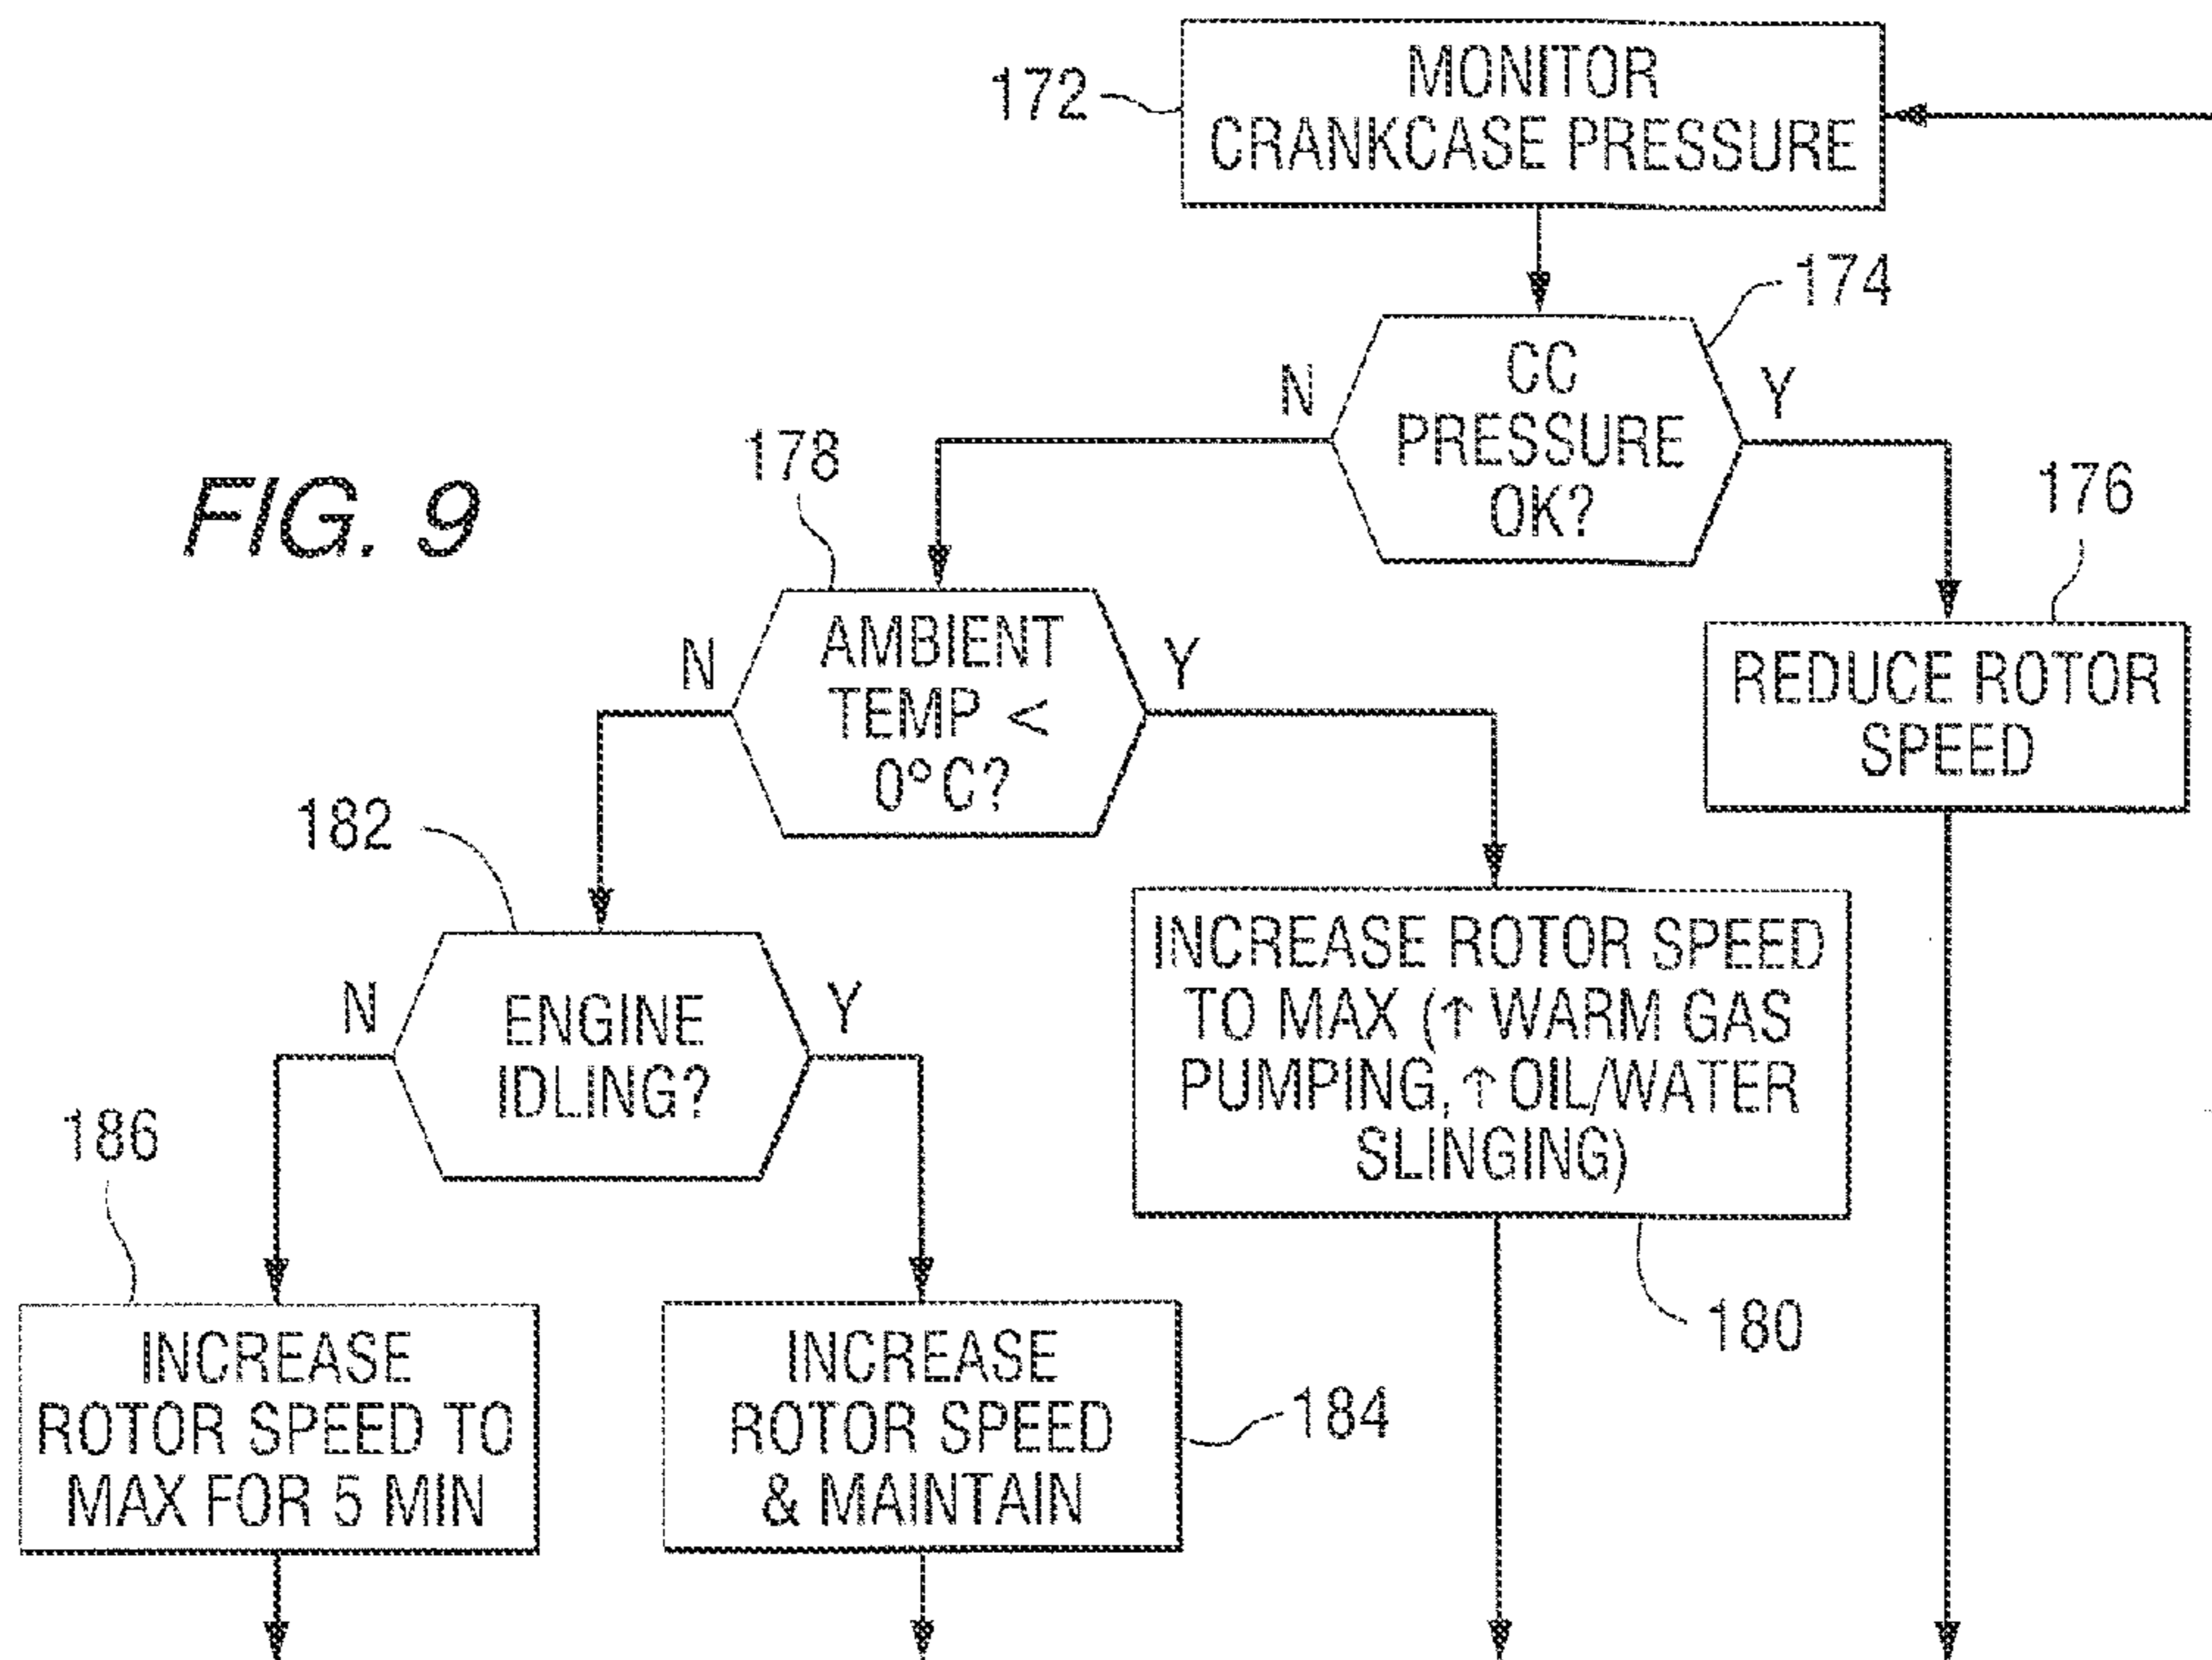 MONITOR
CRANKCASE PRESSURE
172
174
CC
PRESSURE
OK?
N
Y
178
FIG. 9
176
AMBIENT
TEMP <
0°C?
N
Y
REDUCE ROTOR
SPEED
182
ENGINE
IDLING?
N
Y
INCREASE ROTOR SPEED
TO MAX (↑ WARM GAS
PUMPING, ↑ OIL/WATER
SLINGING)
186
180
INCREASE
ROTOR SPEED TO
MAX FOR 5 MIN
INCREASE
ROTOR SPEED
& MAINTAIN
184